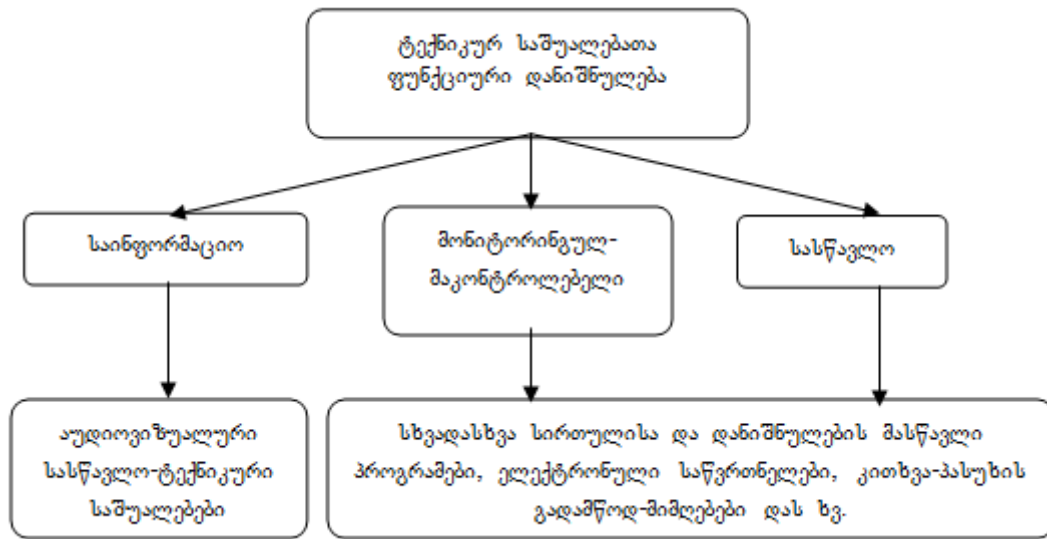 ტექნიკურ საშუალებათა
ფუნქციური დანიშნულება
საინფორმაციო
მონიტორინგულ-
მაკონტროლებელი
სასწავლო
აუდიოვიზუალური
სასწავლო-ტექნიკური
საშუალებები
სხვადასხვა სირთულისა და დანიშნულების მასწავლი
პროგრამები, ელექტრონული საწვრთნელები, კითხვა-პასუხის
გადამწოდ-მიმღებები დას ხვ.